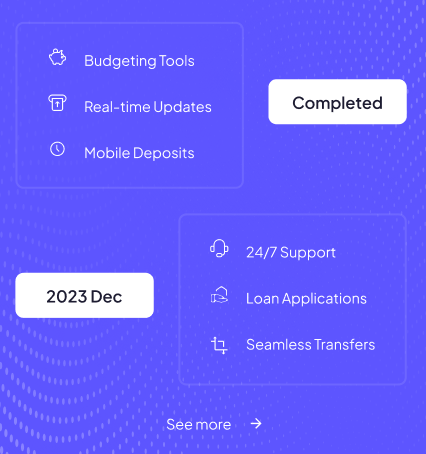 Budgeting Tools
Real-time Updates
Mobile Deposits
Completed
2023 Dec
24/7 Support
Loan Applications
Seamless Transfers
See more